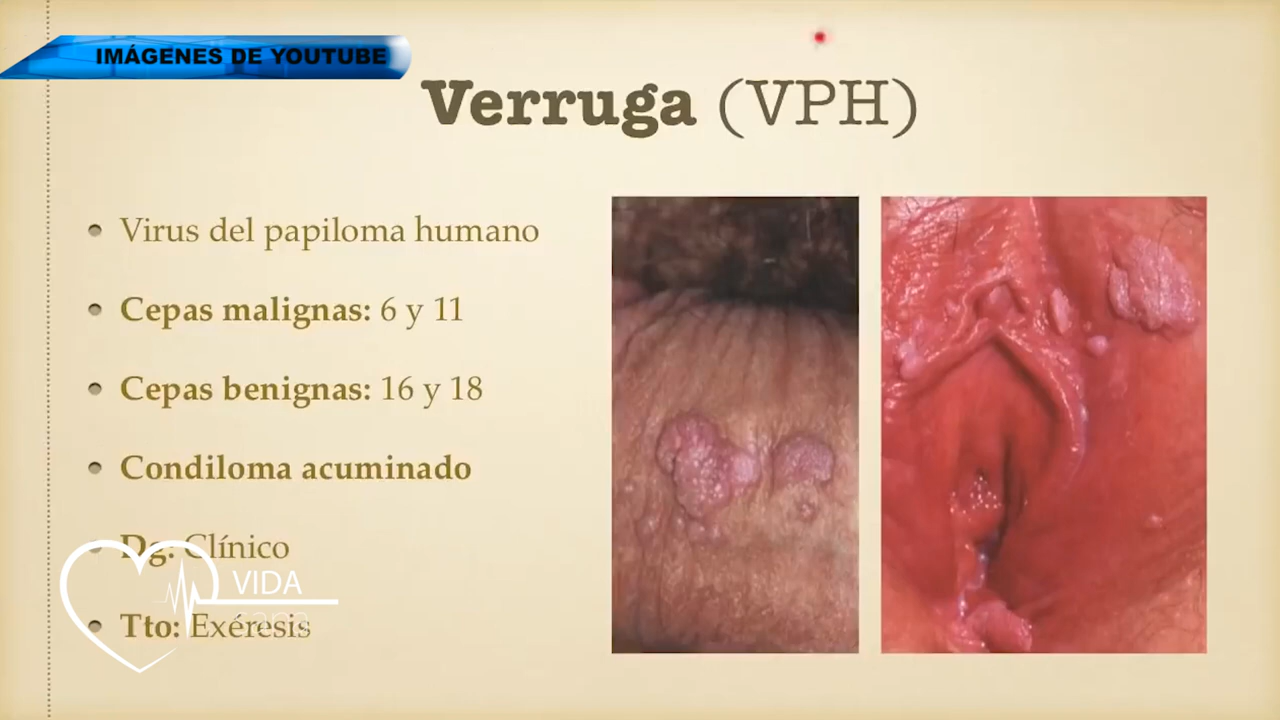 IMÁGENES DE YOUTUBE
Verruga (VPH)
Virus del papiloma humano
Cepas malignas: 6 y 11
Cepas benignas: 16 y 18
Condiloma acuminado
Dg: Clínico
VIDA
sana
Tto: Exéresis